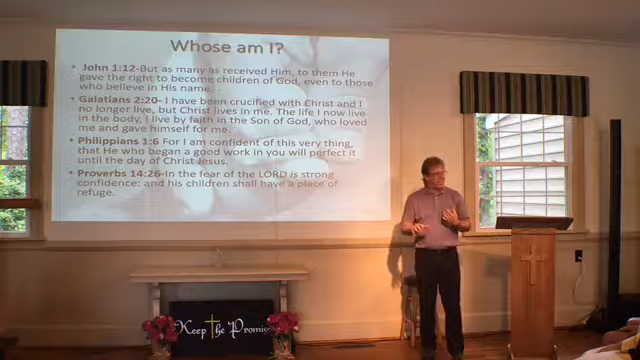 Whose am I?
• John 1:12-But as many as received Him, to them He
gave the right to become children of God, even to those
who believe in His name.
• Galatians 2:20- I have been crucified with Christ and I
no longer live, but Christ lives in me. The life I now live
in the body, I live by faith in the Son of God, who loved
me and gave himself for me.
• Philippians 1:6 For I am confident of this very thing,
that He who began a good work in you will perfect it
until the day of Christ Jesus.
• Proverbs 14:26-In the fear of the LORD is strong
confidence: and his children shall have a place of
refuge.
Keep the Promise